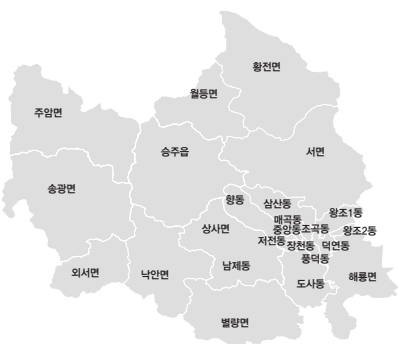 황전면
월등면
주암면
승주읍
서면
송광면
향동
삼산동
왕조1동
매곡동
상사면
중앙동조곡동
왕조2동
저전동
장천동
덕연동
풍덕동
남제동
외서면
낙안면
해룡면
도사동
별량면